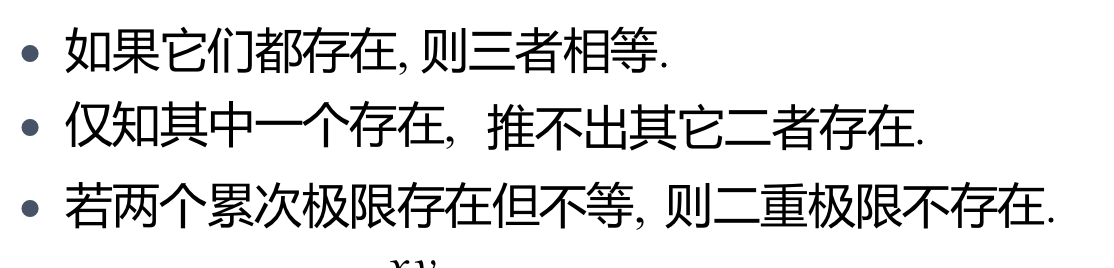 • 如果它们都存在, 则三者相等.
• 仅知其中一个存在, 推不出其它二者存在.
• 若两个累次极限存在但不等, 则二重极限不存在.
x y